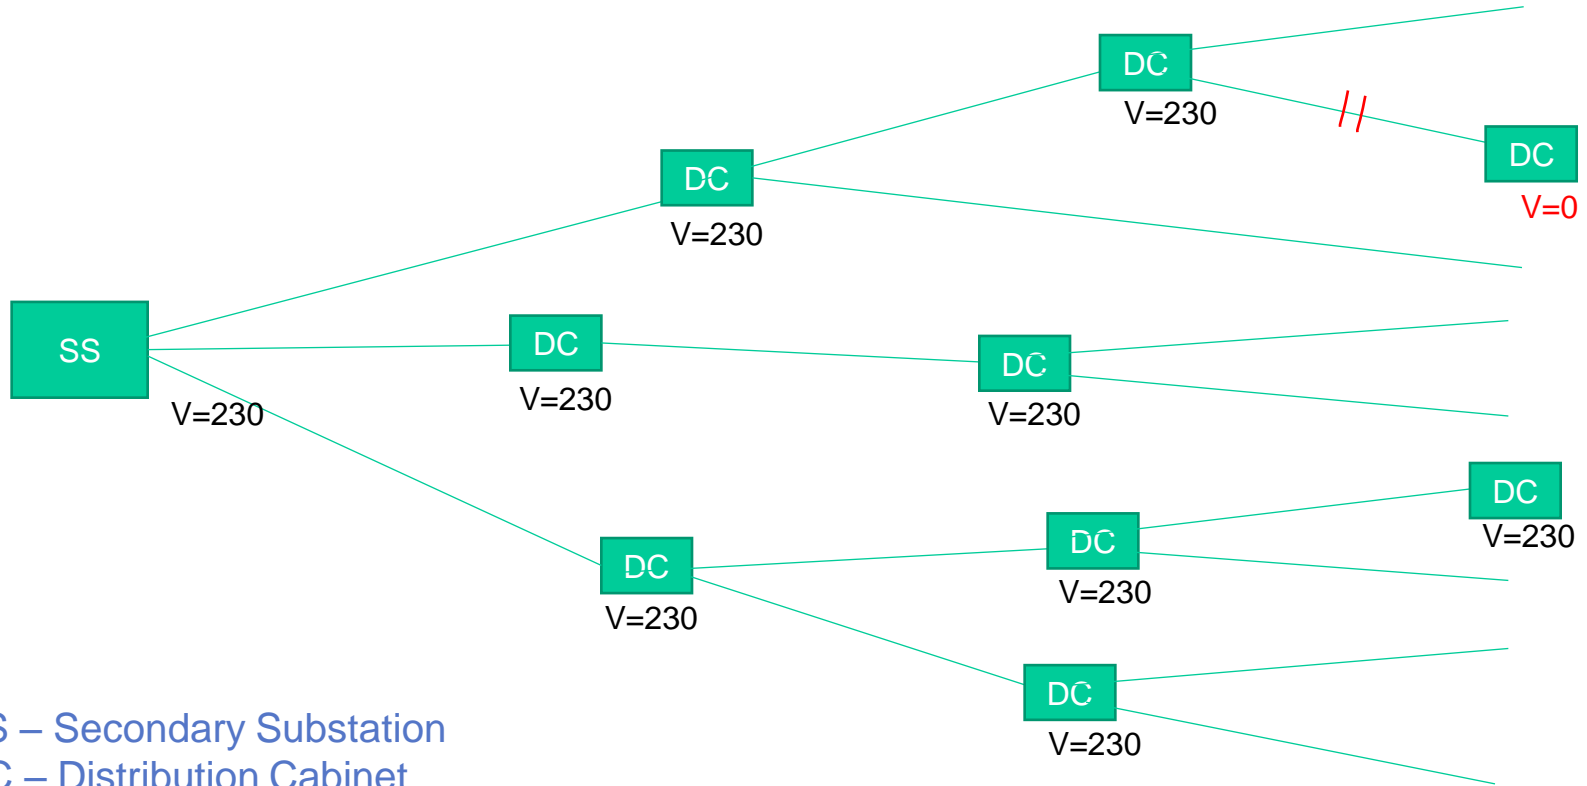 DC
V=230
DC
V=0
DC
V=230
SS
V=230
DC
V=230
DC
V=230
DC
V=230
DC
V=230
DC
V=230
DC
V=230
S – Secondary Substation
C – Distribution Cabinet